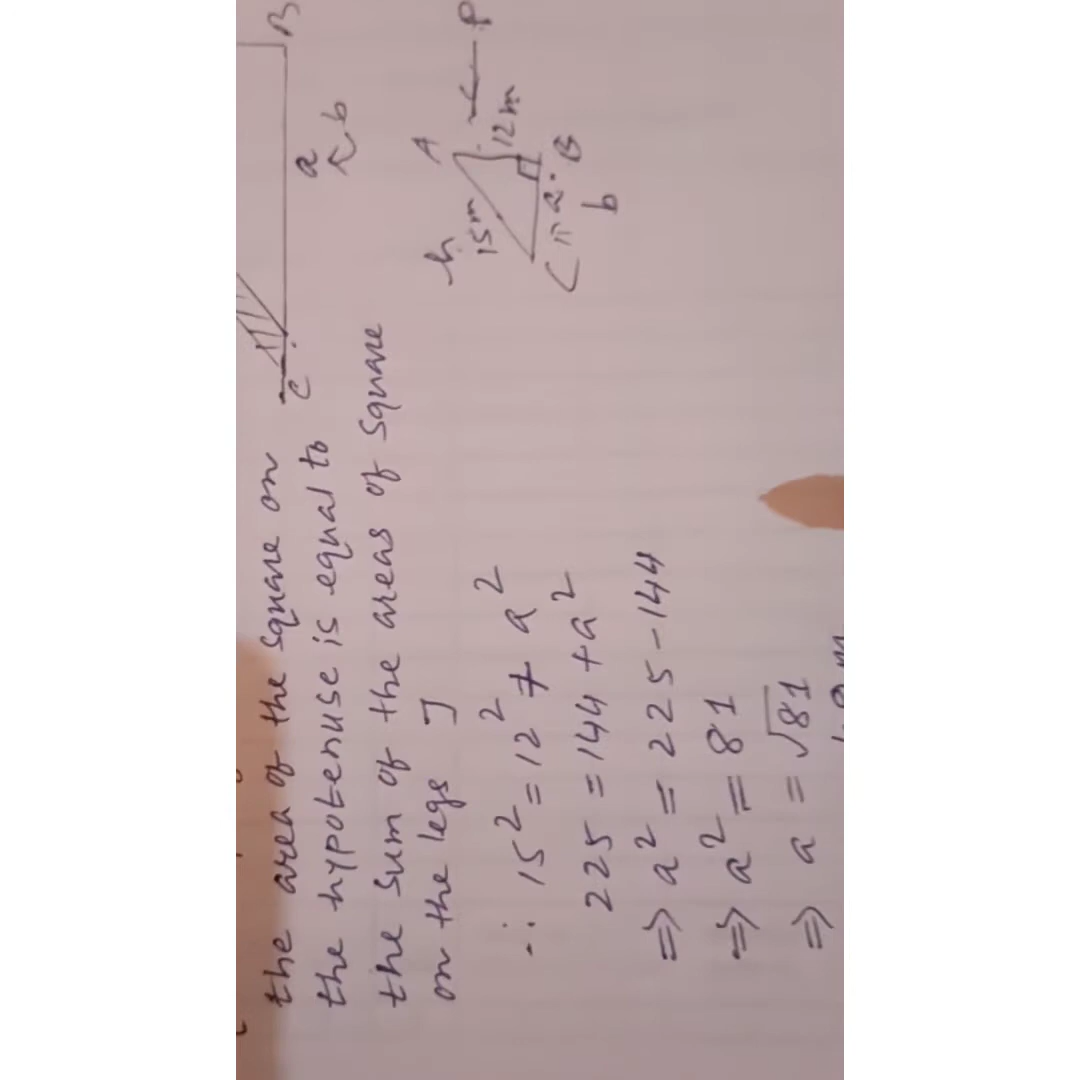 C
a
b
B
the area of the square on
the hypotenuse is equal to
the sum of the areas of square
on the legs ]
h
A
15m
12m
P
C
a
B
b
∴ 15² = 12² + a²
225 = 144 + a²
⇒ a² = 225 - 144
⇒ a² = 81
⇒ a = √81